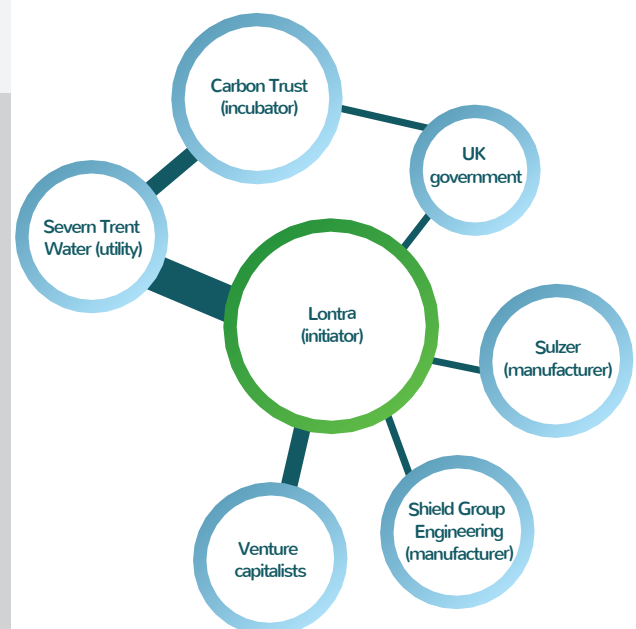 Carbon Trust
(incubator)
UK
government
Severn Trent
Water (utility)
Lontra
(initiator)
Sulzer
(manufacturer)
Shield Group
Engineering
(manufacturer)
Venture
capitalists